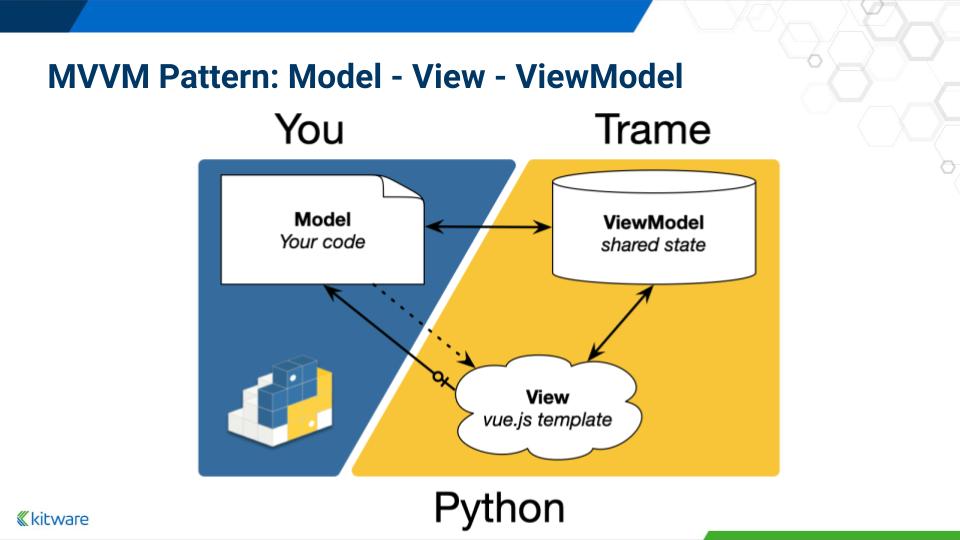 MVVM Pattern: Model - View - ViewModel
You
Trame
Model
Your code
ViewModel
shared state
View
vue.js template
Python
kitware